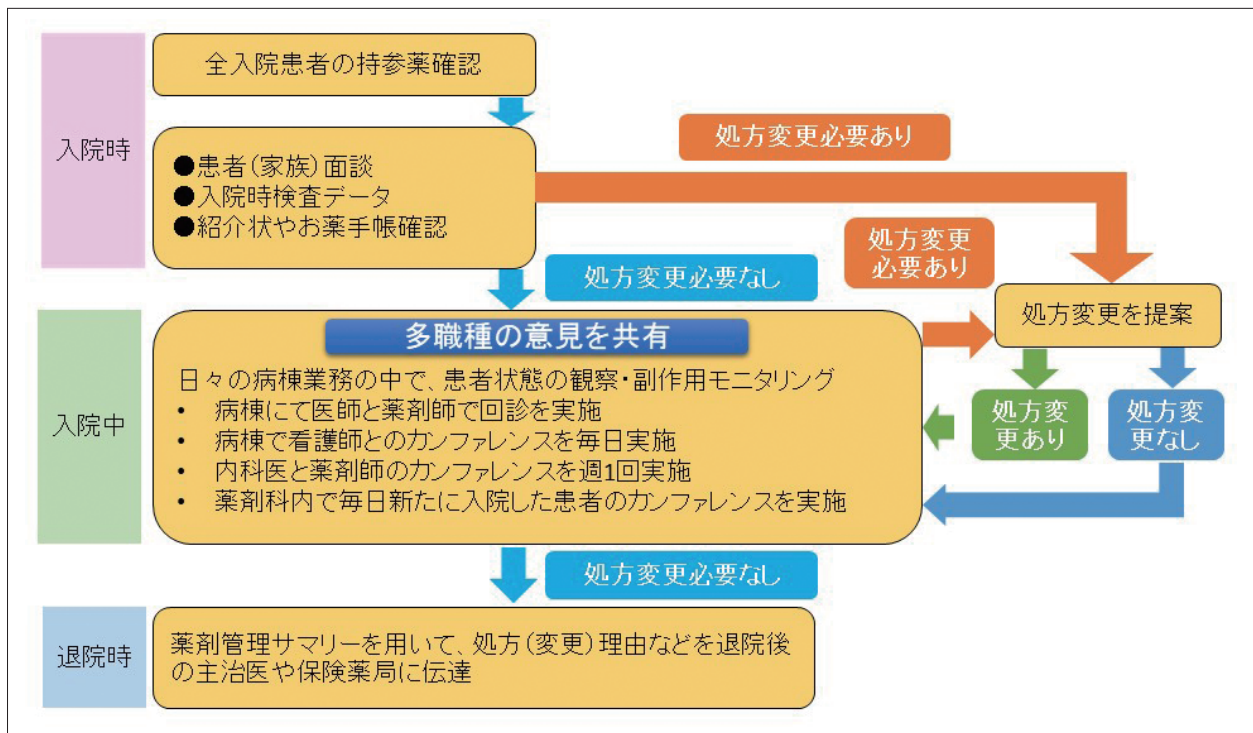 入院時
全入院患者の持参薬確認
●患者(家族)面談
●入院時検査データ
●紹介状やお薬手帳確認
処方変更必要あり
処方変更必要なし
処方変更
必要あり
処方変更を提案
処方変
更あり
処方変
更なし
入院中
多職種の意見を共有
日々の病棟業務の中で、患者状態の観察・副作用モニタリング
• 病棟にて医師と薬剤師で回診を実施
• 病棟で看護師とのカンファレンスを毎日実施
• 内科医と薬剤師のカンファレンスを週1回実施
• 薬剤科内で毎日新たに入院した患者のカンファレンスを実施
処方変更必要なし
退院時
薬剤管理サマリーを用いて、処方(変更)理由などを退院後
の主治医や保険薬局に伝達